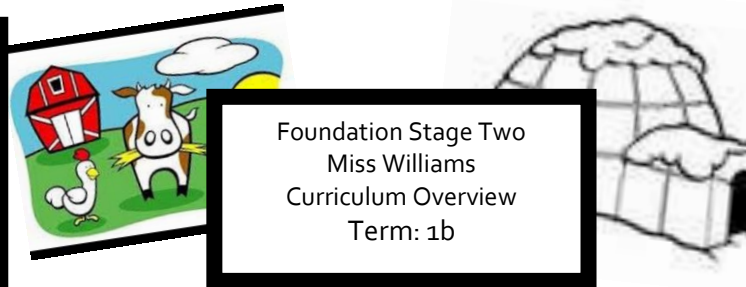 Foundation Stage Two
Miss Williams
Curriculum Overview
Term: 1b